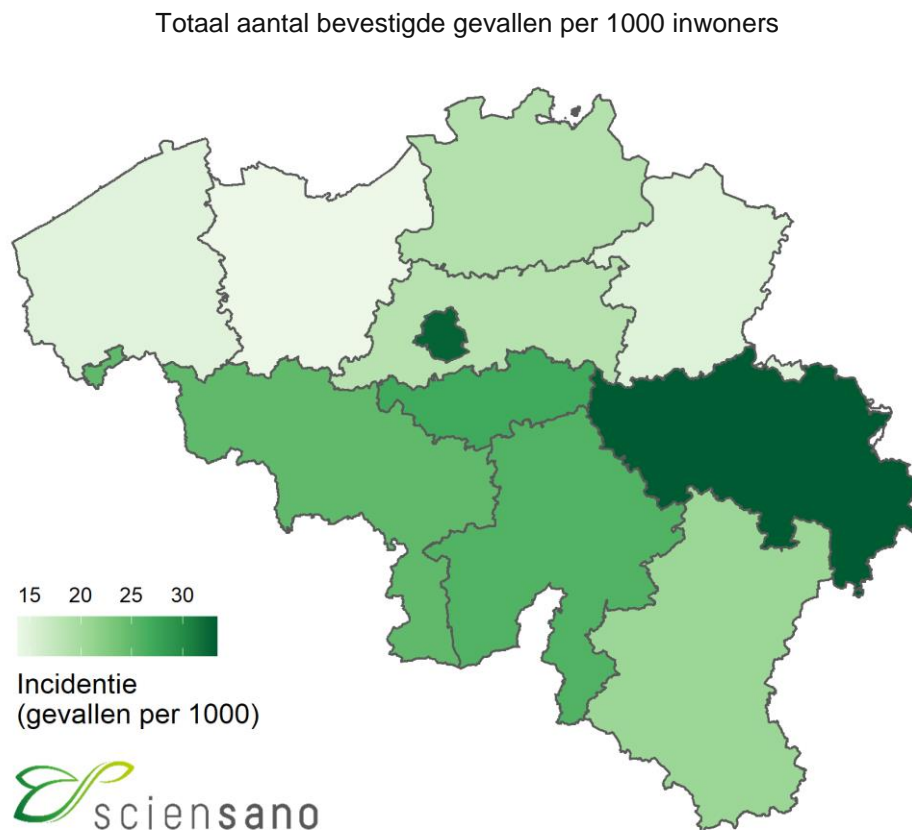 Totaal aantal bevestigde gevallen per 1000 inwoners
15 20 25 30
Incidentie
(gevallen per 1000)
sciensano